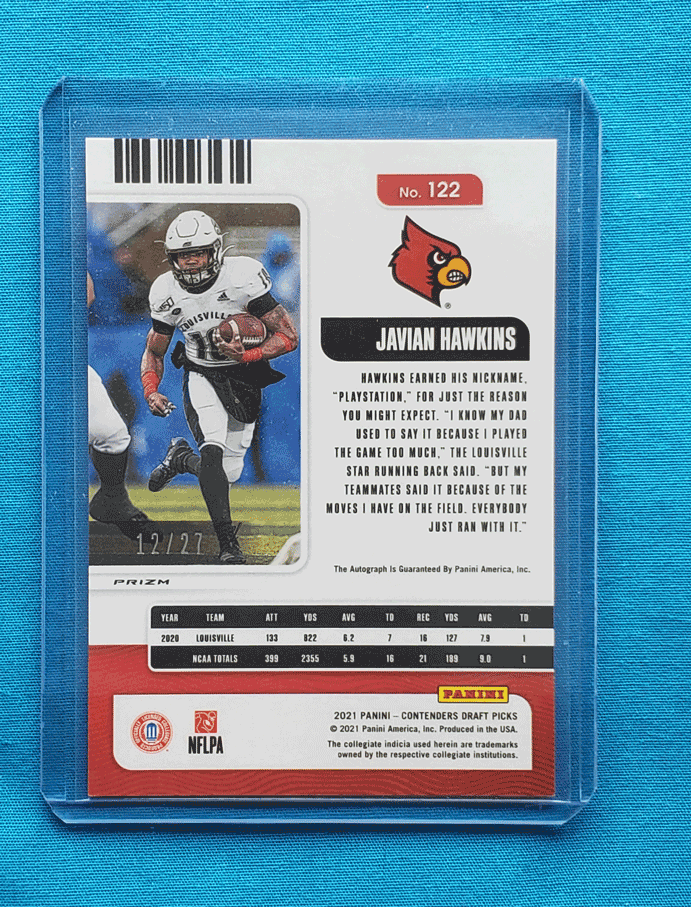 No. 122
JAVIAN HAWKINS
HAWKINS EARNED HIS NICKNAME,
"PLAYSTATION," FOR JUST THE REASON
YOU MIGHT EXPECT. "I KNOW MY DAD
USED TO SAY IT BECAUSE I PLAYED
THE GAME TOO MUCH," THE LOUISVILLE
STAR RUNNING BACK SAID. "BUT MY
TEAMMATES SAID IT BECAUSE OF THE
MOVES I HAVE ON THE FIELD. EVERYBODY
JUST RAN WITH IT."
LOUISVILLE
10
12/27
The Autograph Is Guaranteed By Panini America, Inc.
PRIZM
YEAR TEAM ATT YDS AVG TD REC YDS AVG TD
2020 LOUISVILLE 133 822 6.2 7 16 127 7.9 1
NCAA TOTALS 399 2355 5.9 16 21 189 9.0 1
PANINI
2021 PANINI – CONTENDERS DRAFT PICKS
© 2021 Panini America, Inc. Produced in the USA.
The collegiate indicia used herein are trademarks
owned by the respective collegiate institutions.
NFLPA